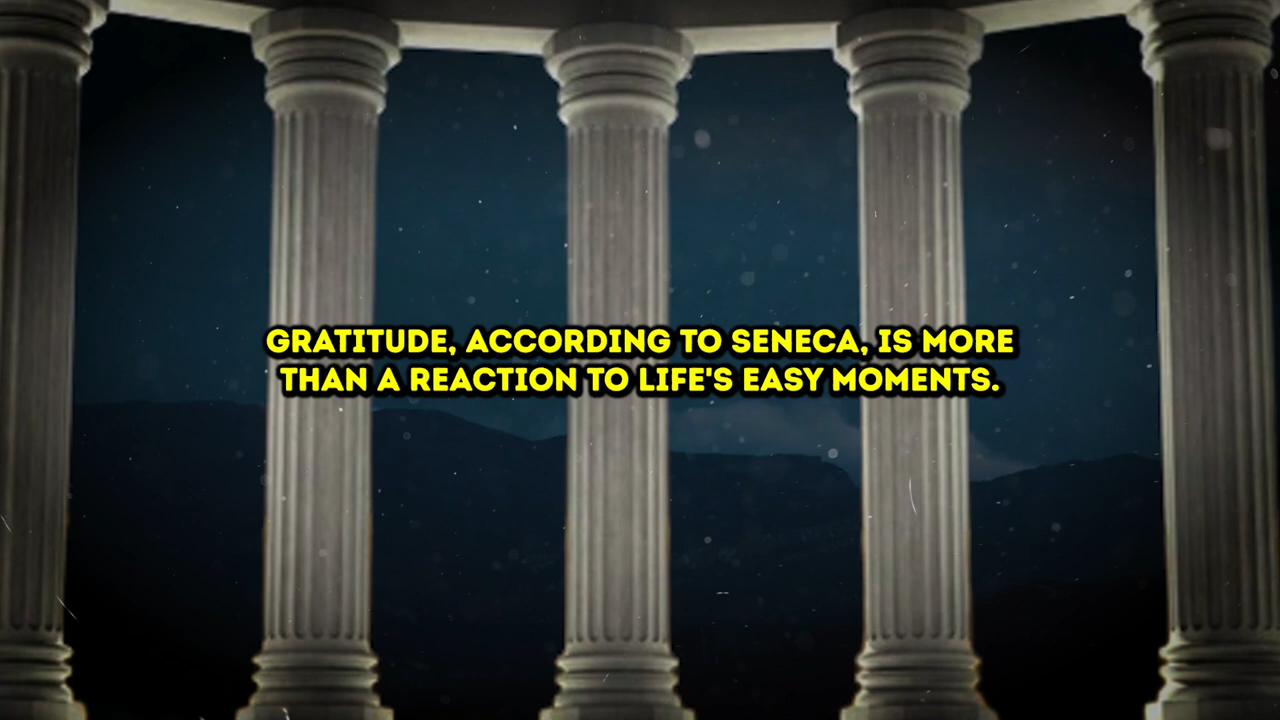 GRATITUDE, ACCORDING TO SENECA, IS MORE
THAN A REACTION TO LIFE'S EASY MOMENTS.